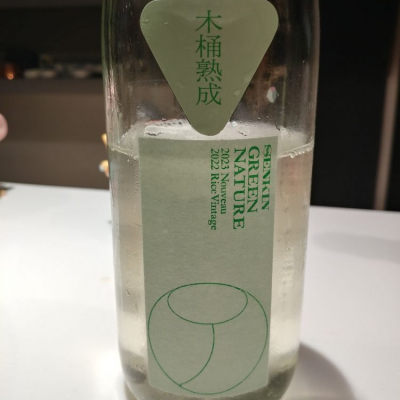 木桶熟成
SENKIN
GREEN
NATURE
2023 Nouveau
2022 Rice Vintage